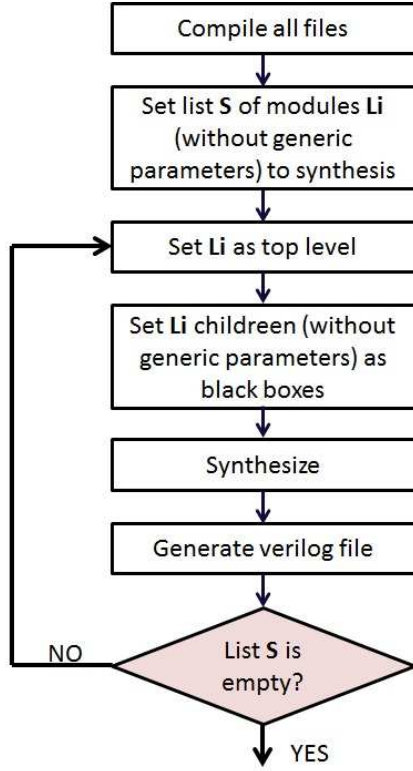 Compile all files
Set list S of modules Li
(without generic
parameters) to synthesis
Set Li as top level
Set Li childreen (without
generic parameters) as
black boxes
Synthesize
Generate verilog file
List S is
empty?
NO
YES